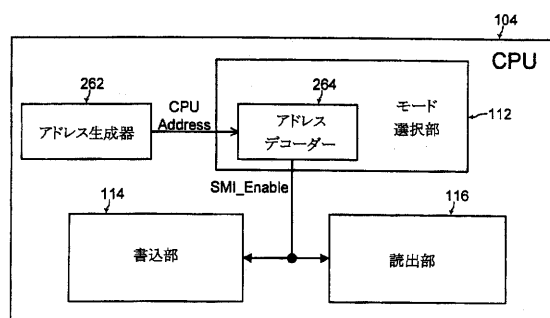 104
CPU
262
アドレス生成器
CPU
Address
264
アドレス
デコーダー
モード
選択部
112
SMI_Enable
114
書込部
116
読出部